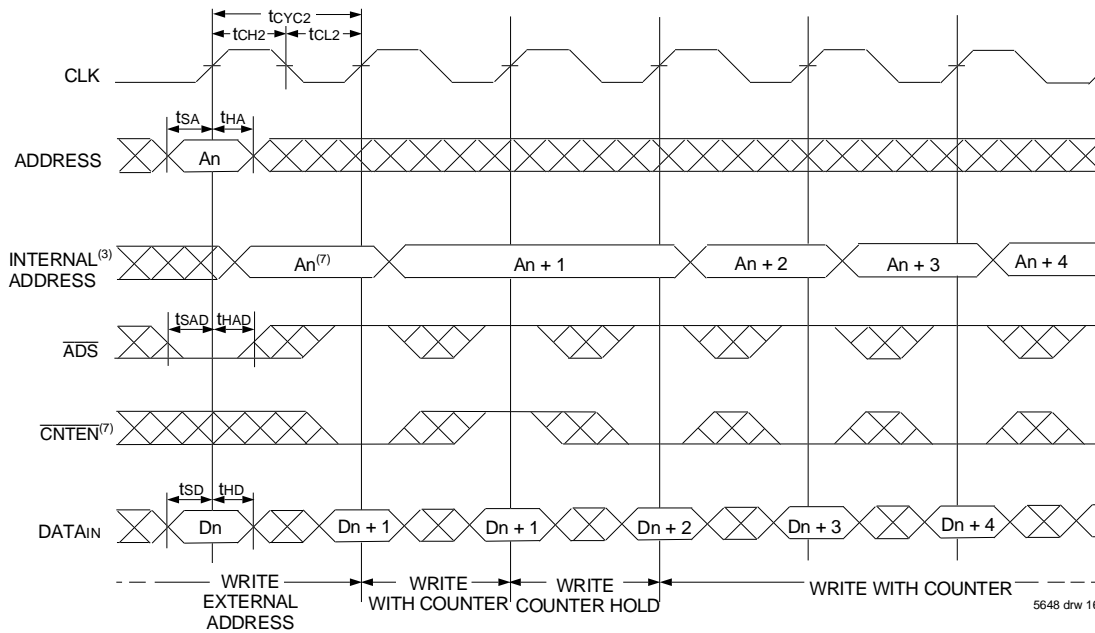 tCYC2
tCH2 tCL2
CLK
tSA tHA
ADDRESS An
INTERNAL(3)
ADDRESS
An(7) An + 1 An + 2 An + 3 An + 4
tSAD tHAD
ADS
CNTEN(7)
tSD tHD
DATAIN Dn Dn + 1 Dn + 1 Dn + 2 Dn + 3 Dn + 4
WRITE
EXTERNAL
ADDRESS
WRITE
WITH COUNTER
WRITE
COUNTER HOLD
WRITE WITH COUNTER
5648 drw 16